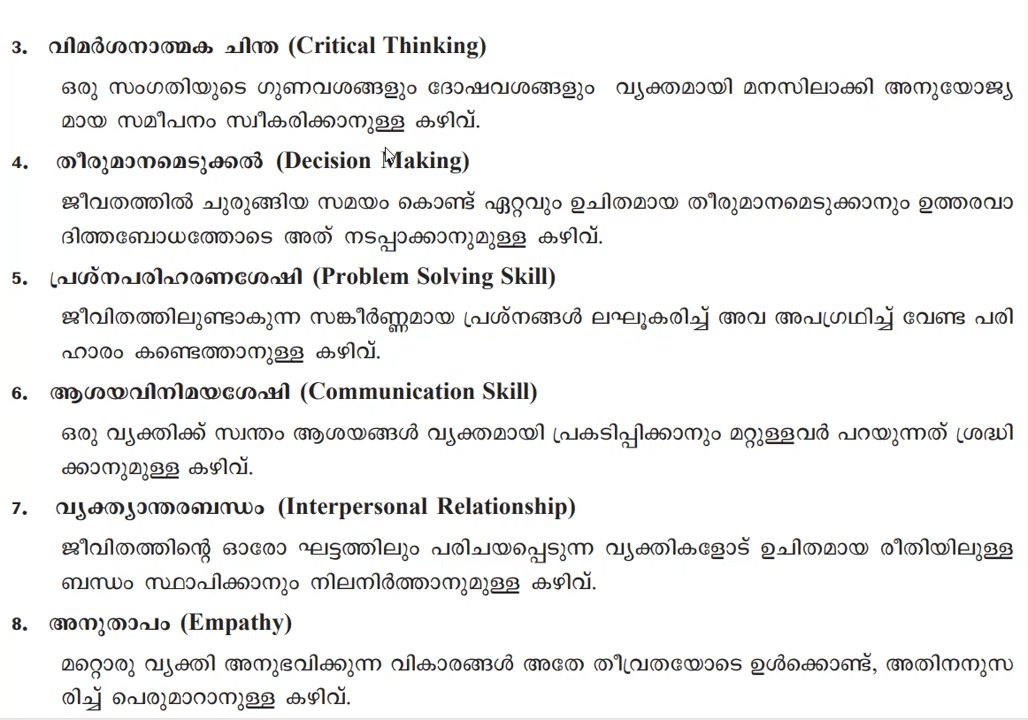 3. വിമർശനാത്മക ചിന്ത (Critical Thinking)
ഒരു സംഗതിയുടെ ഗുണവശങ്ങളും ദോഷവശങ്ങളും വ്യക്തമായി മനസിലാക്കി അനുയോജ്യ
മായ സമീപനം സ്വീകരിക്കാനുള്ള കഴിവ്.
4. തീരുമാനമെടുക്കൽ (Decision Making)
ജീവതത്തിൽ ചുരുങ്ങിയ സമയം കൊണ്ട് ഏറ്റവും ഉചിതമായ തീരുമാനമെടുക്കാനും ഉത്തരവാ
ദിത്തബോധത്തോടെ അത് നടപ്പാക്കാനുമുള്ള കഴിവ്.
5. പ്രശ്നപരിഹരണശേഷി (Problem Solving Skill)
ജീവിതത്തിലുണ്ടാകുന്ന സങ്കീർണ്ണമായ പ്രശ്നങ്ങൾ ലഘൂകരിച്ച് അവ അപഗ്രഥിച്ച് വേണ്ട പരി
ഹാരം കണ്ടെത്താനുള്ള കഴിവ്.
6. ആശയവിനിമയശേഷി (Communication Skill)
ഒരു വ്യക്തിക്ക് സ്വന്തം ആശയങ്ങൾ വ്യക്തമായി പ്രകടിപ്പിക്കാനും മറ്റുള്ളവർ പറയുന്നത് ശ്രദ്ധി
ക്കാനുമുള്ള കഴിവ്.
7. വ്യക്ത്യാന്തരബന്ധം (Interpersonal Relationship)
ജീവിതത്തിന്റെ ഓരോ ഘട്ടത്തിലും പരിചയപ്പെടുന്ന വ്യക്തികളോട് ഉചിതമായ രീതിയിലുള്ള
ബന്ധം സ്ഥാപിക്കാനും നിലനിർത്താനുമുള്ള കഴിവ്.
8. അനുതാപം (Empathy)
മറ്റൊരു വ്യക്തി അനുഭവിക്കുന്ന വികാരങ്ങൾ അതേ തീവ്രതയോടെ ഉൾക്കൊണ്ട്, അതിനനുസ
രിച്ച് പെരുമാറാനുള്ള കഴിവ്.